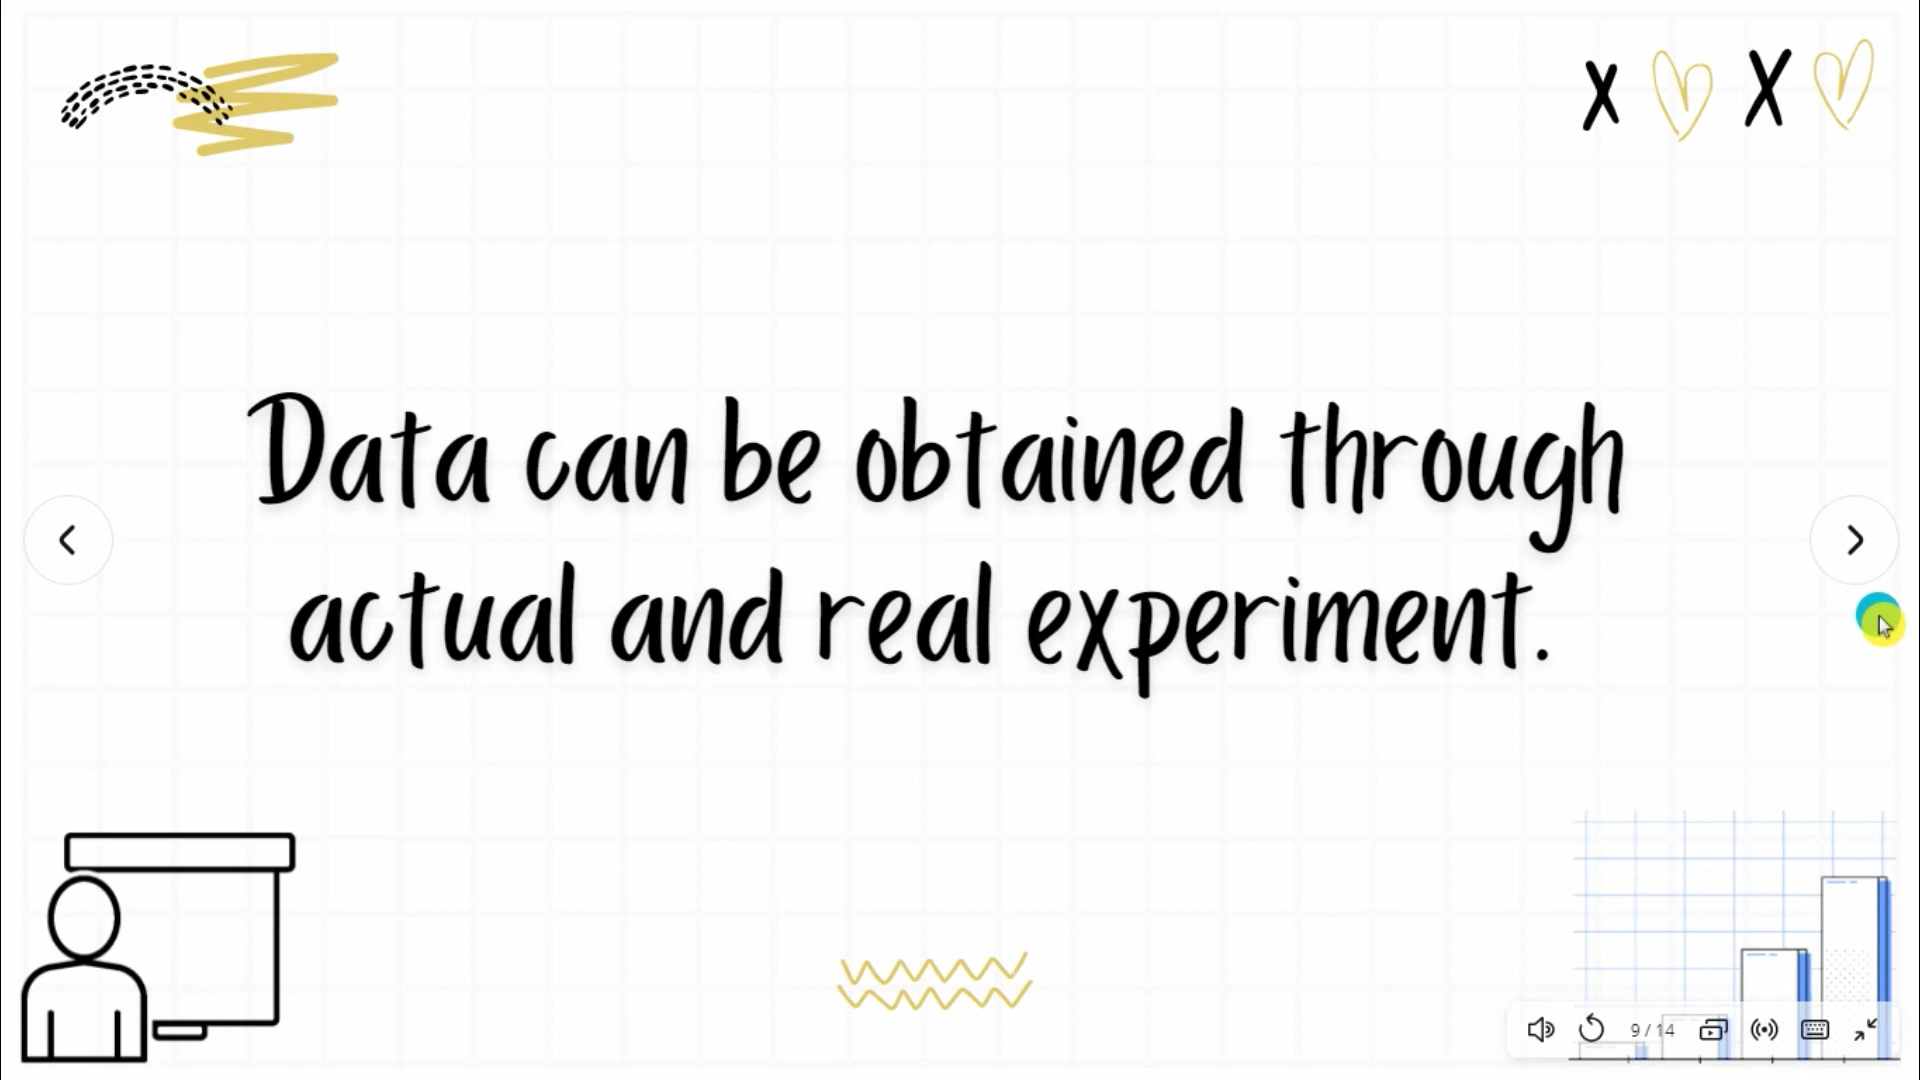 X X
Data can be obtained through
actual and real experiment.
9 / 14